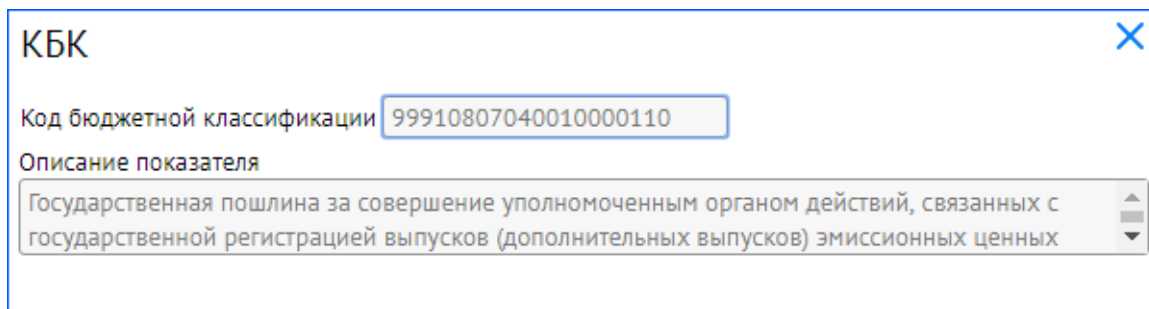 КБК
Код бюджетной классификации 99910807040010000110
Описание показателя
Государственная пошлина за совершение уполномоченным органом действий, связанных с
государственной регистрацией выпусков (дополнительных выпусков) эмиссионных ценных